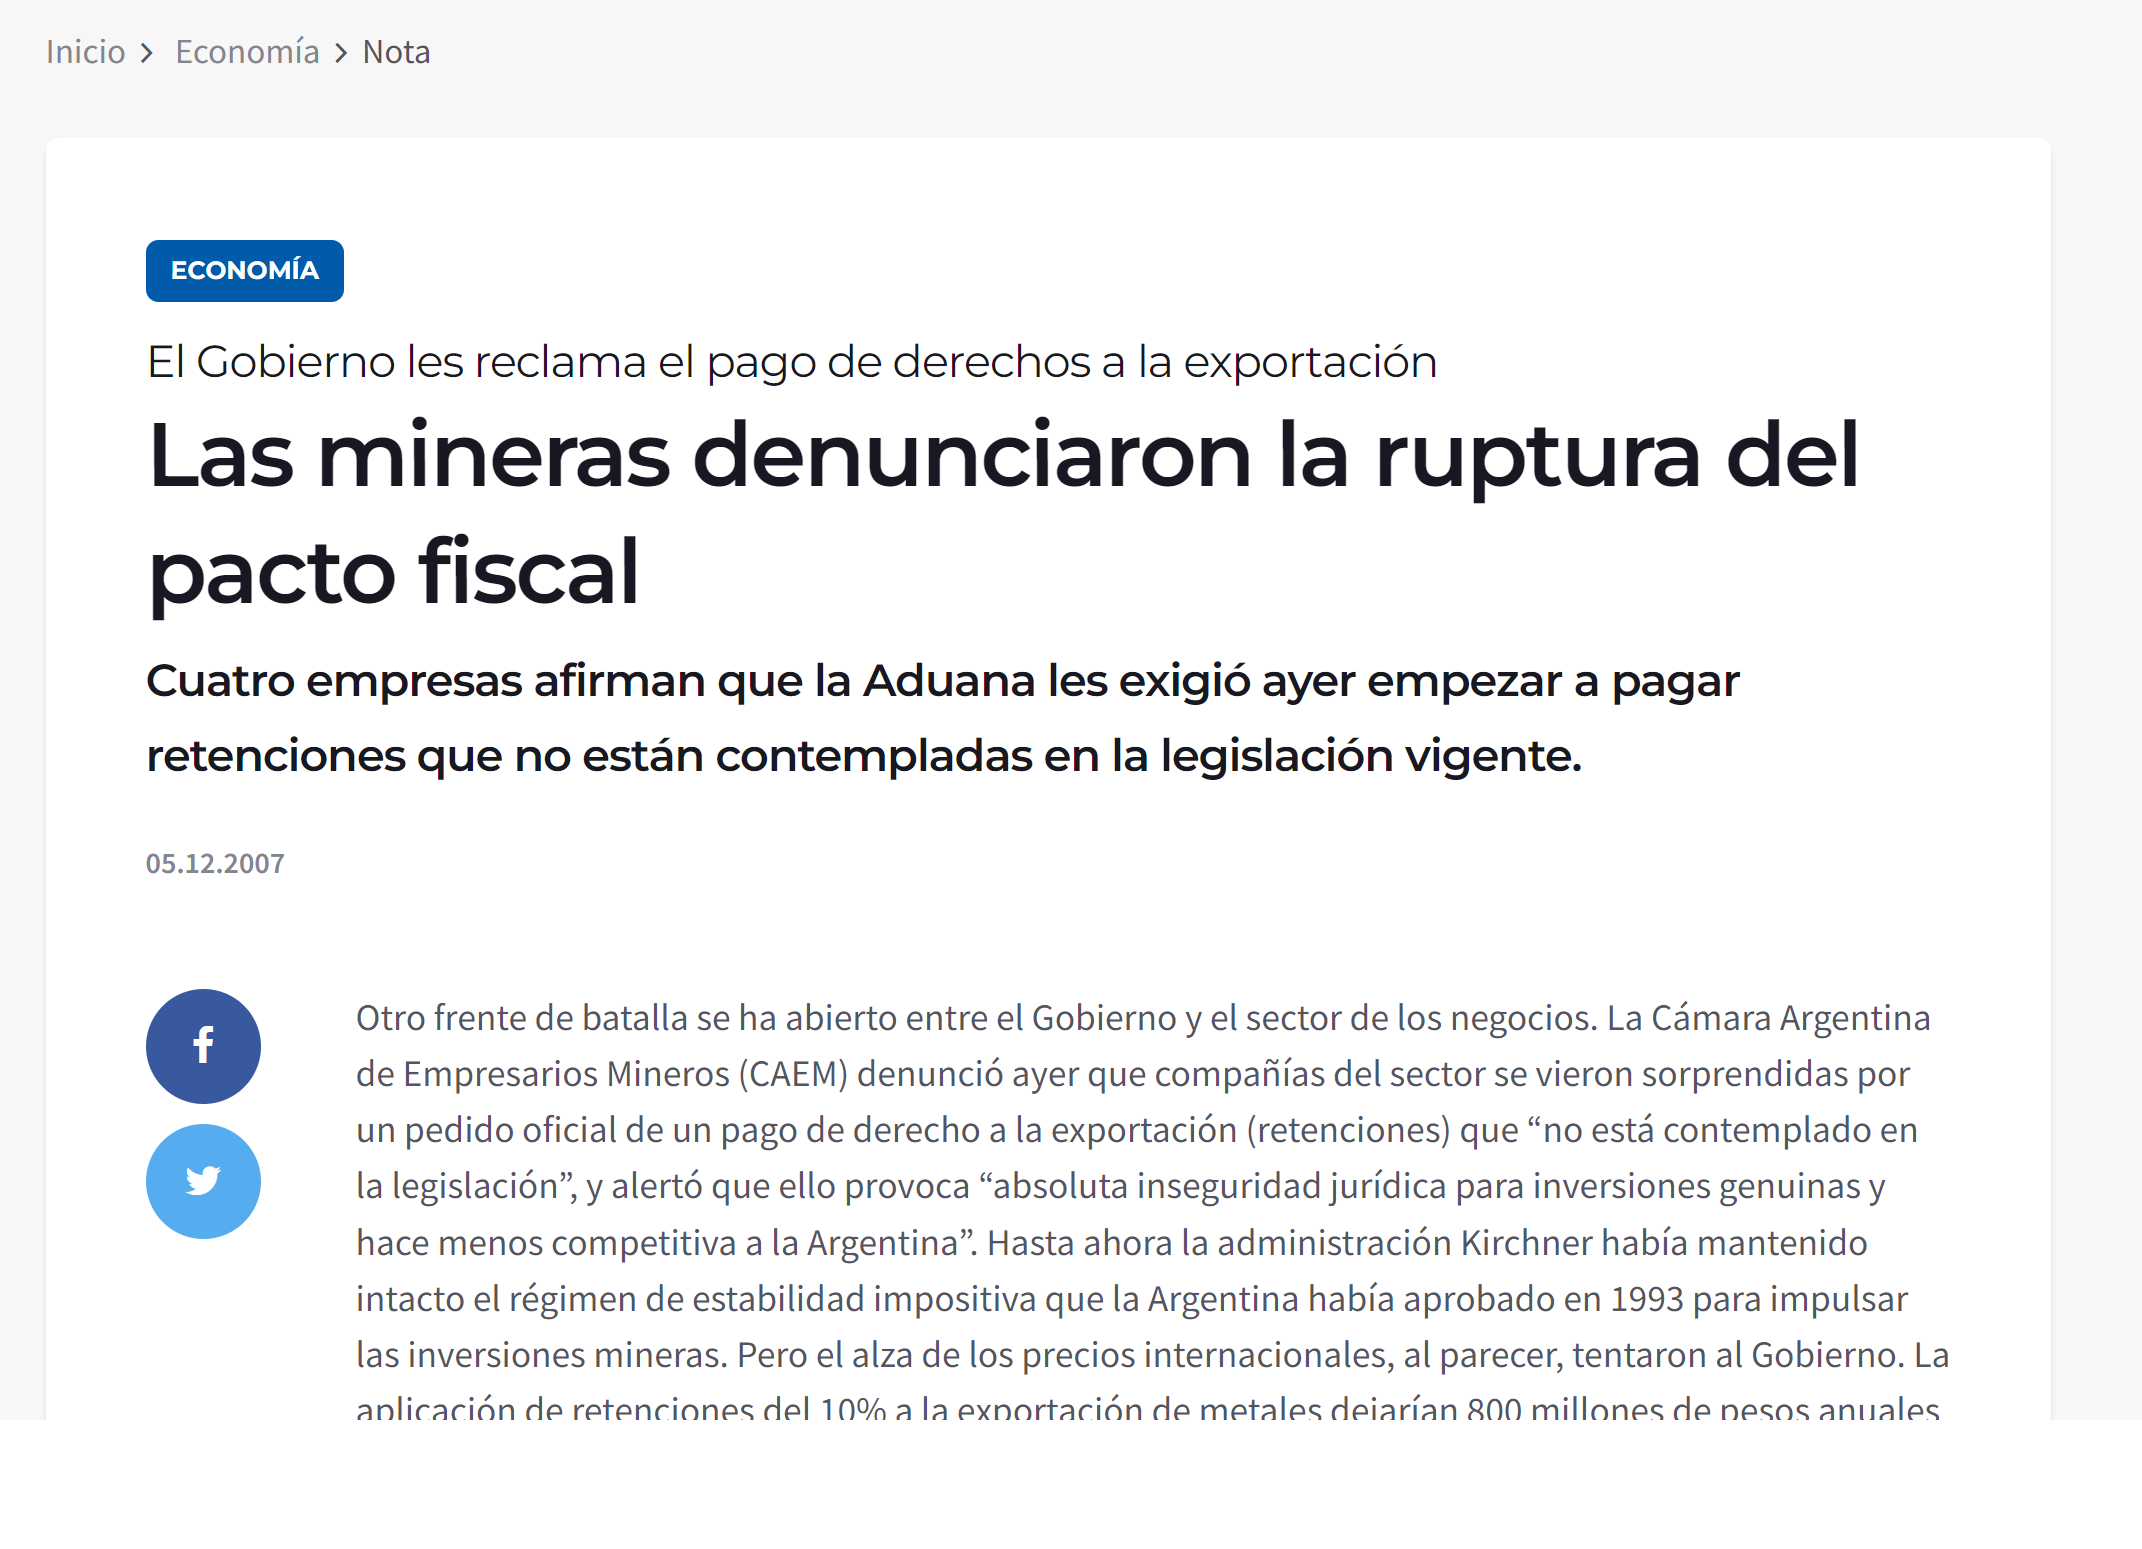 Inicio > Economía > Nota
ECONOMÍA
El Gobierno les reclama el pago de derechos a la exportación
Las mineras denunciaron la ruptura del
pacto fiscal
Cuatro empresas afirman que la Aduana les exigió ayer empezar a pagar
retenciones que no están contempladas en la legislación vigente.
05.12.2007
Otro frente de batalla se ha abierto entre el Gobierno y el sector de los negocios. La Cámara Argentina
de Empresarios Mineros (CAEM) denunció ayer que compañías del sector se vieron sorprendidas por
un pedido oficial de un pago de derecho a la exportación (retenciones) que “no está contemplado en
la legislación”, y alertó que ello provoca “absoluta inseguridad jurídica para inversiones genuinas y
hace menos competitiva a la Argentina”. Hasta ahora la administración Kirchner había mantenido
intacto el régimen de estabilidad impositiva que la Argentina había aprobado en 1993 para impulsar
las inversiones mineras. Pero el alza de los precios internacionales, al parecer, tentaron al Gobierno. La
aplicación de retenciones del 10% a la exportación de metales dejarían 800 millones de pesos anuales